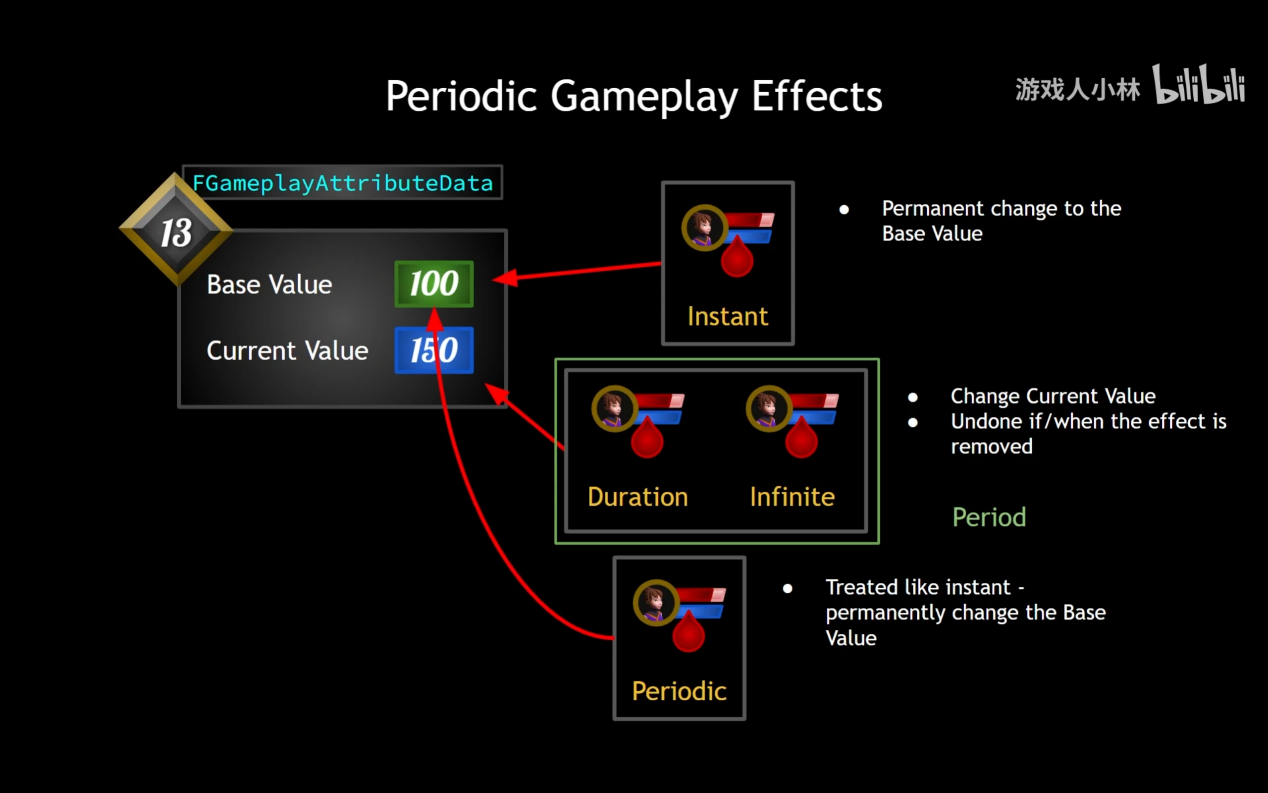 Periodic Gameplay Effects
游戏人小林 bilibili
FGameplayAttributeData
13
Base Value 100
Current Value 150
Instant
• Permanent change to the
Base Value
Duration Infinite
• Change Current Value
• Undone if/when the effect is
removed
Period
Periodic
• Treated like instant -
permanently change the Base
Value